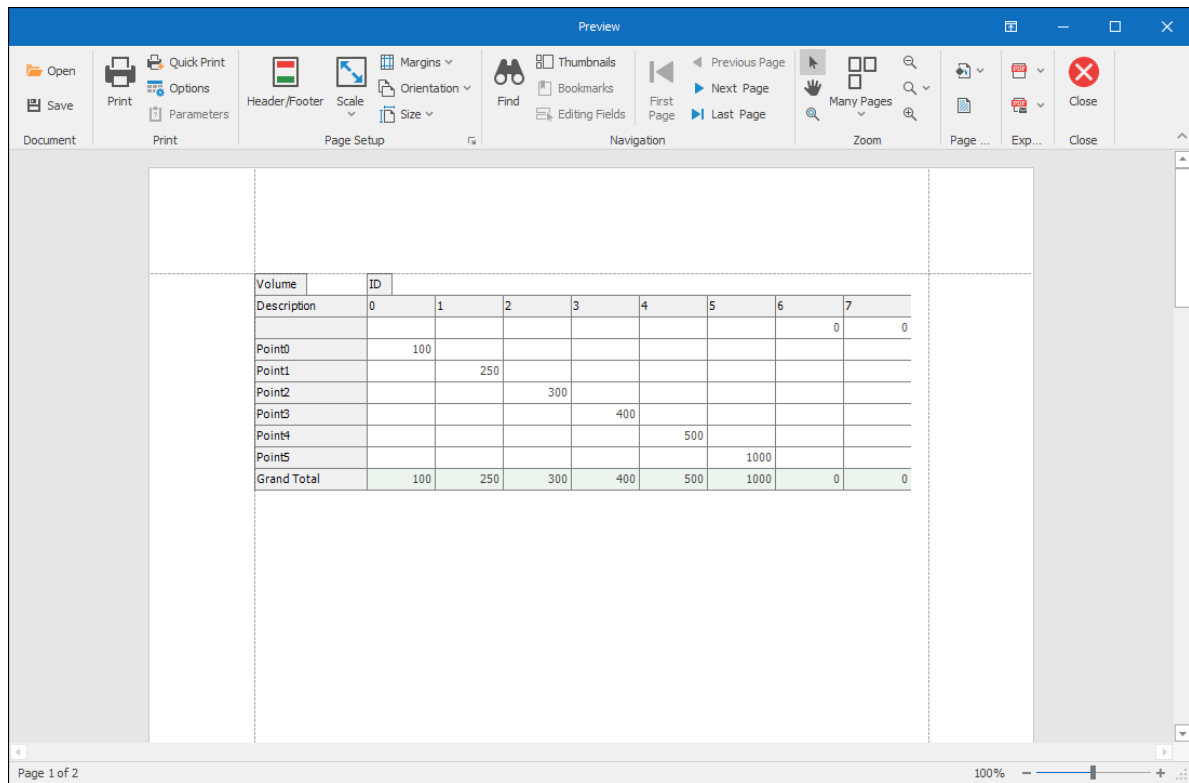 Preview
Open
Save
Document
Print
Quick Print
Options
Parameters
Print
Header/Footer
Scale
Margins
Orientation
Size
Page Setup
Find
Thumbnails
Bookmarks
Editing Fields
First Page
Previous Page
Next Page
Last Page
Navigation
Many Pages
Zoom
Page ...
PDF
PDF
Exp...
Close
Close
Volume ID
Description 0 1 2 3 4 5 6 7
0 0
Point0 100
Point1 250
Point2 300
Point3 400
Point4 500
Point5 1000
Grand Total 100 250 300 400 500 1000 0 0
Page 1 of 2
100%